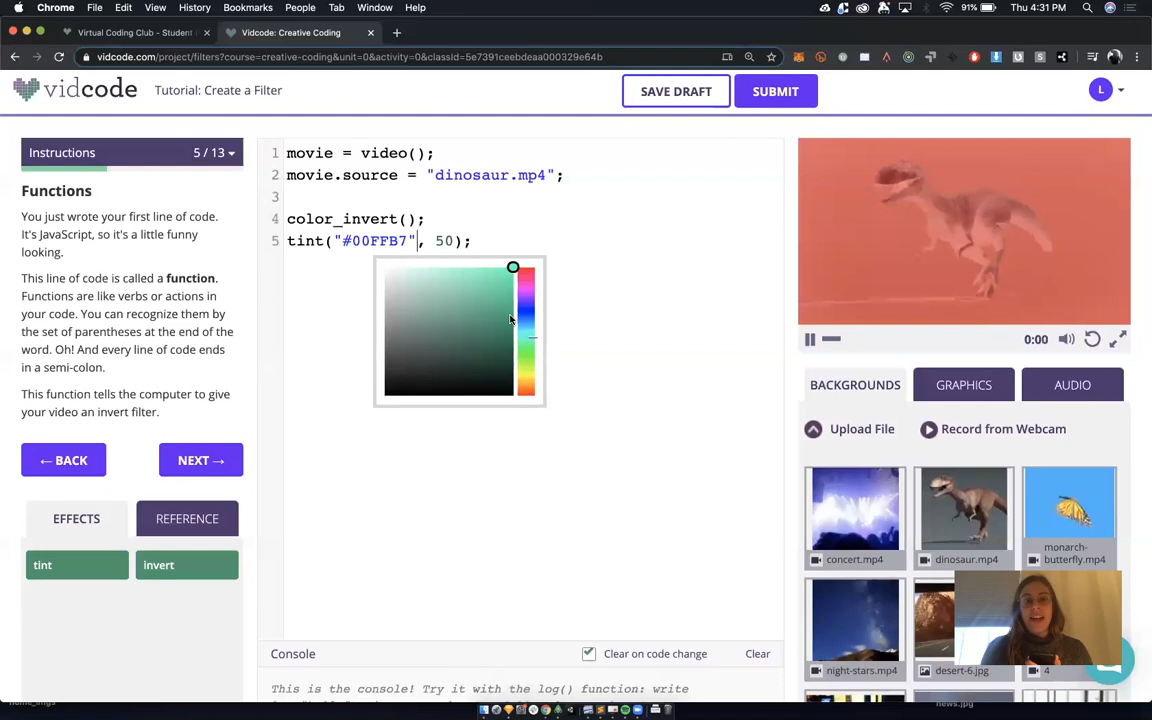 Chrome File Edit View History Bookmarks People Tab Window Help
91% Thu 4:31 PM
Virtual Coding Club - Student
Vidcode: Creative Coding
vidcode.com/project/filters?course=creative-coding&unit=0&activity=0&classId=5e7391ceebdeaa000329e64b
vidcode
Tutorial: Create a Filter
SAVE DRAFT
SUBMIT
L
Instructions 5 / 13
Functions
You just wrote your first line of code.
It's JavaScript, so it's a little funny
looking.
This line of code is called a function.
Functions are like verbs or actions in
your code. You can recognize them by
the set of parentheses at the end of the
word. Oh! And every line of code ends
in a semi-colon.
This function tells the computer to give
your video an invert filter.
← BACK
NEXT →
EFFECTS
REFERENCE
tint
invert
1 movie = video();
2 movie.source = "dinosaur.mp4";
3
4 color_invert();
5 tint("#00FFB7", 50);
Console
Clear on code change
Clear
This is the console! Try it with the log() function: write
0:00
BACKGROUNDS
GRAPHICS
AUDIO
Upload File
Record from Webcam
concert.mp4
dinosaur.mp4
monarch-
butterfly.mp4
night-stars.mp4
desert-6.jpg
4
news.jpg
home_imgs